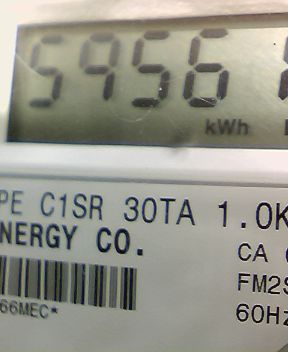 5956
kWh
PE C1SR 30TA 1.0K
NERGY CO.
CA
FM2S
66MEC*
60Hz